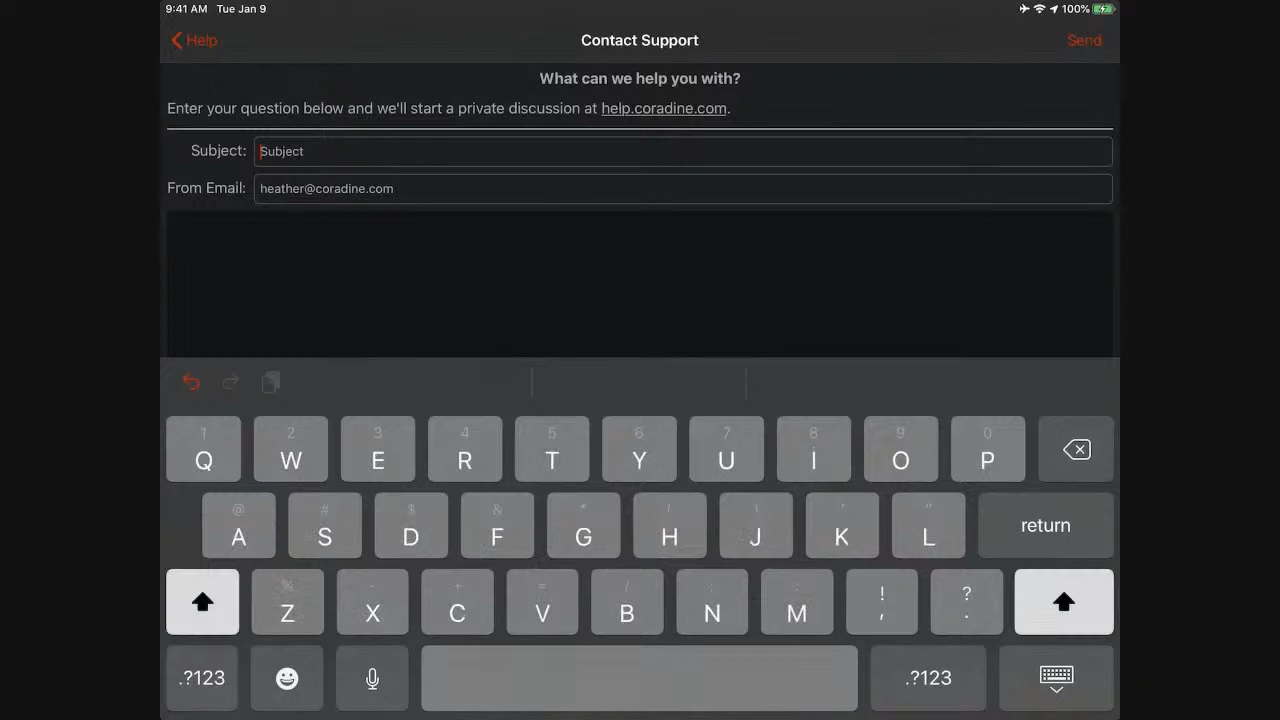 9:41 AM Tue Jan 9 100%
Help Contact Support Send
What can we help you with?
Enter your question below and we'll start a private discussion at help.coradine.com.
Subject: Subject
From Email: heather@coradine.com
1 2 3 4 5 6 7 8 9 0
Q W E R T Y U I O P
@ # $ & * ( ) ' "
A S D F G H J K L return
% - + = / ; : ! ?
Z X C V B N M , .
.?123 .?123